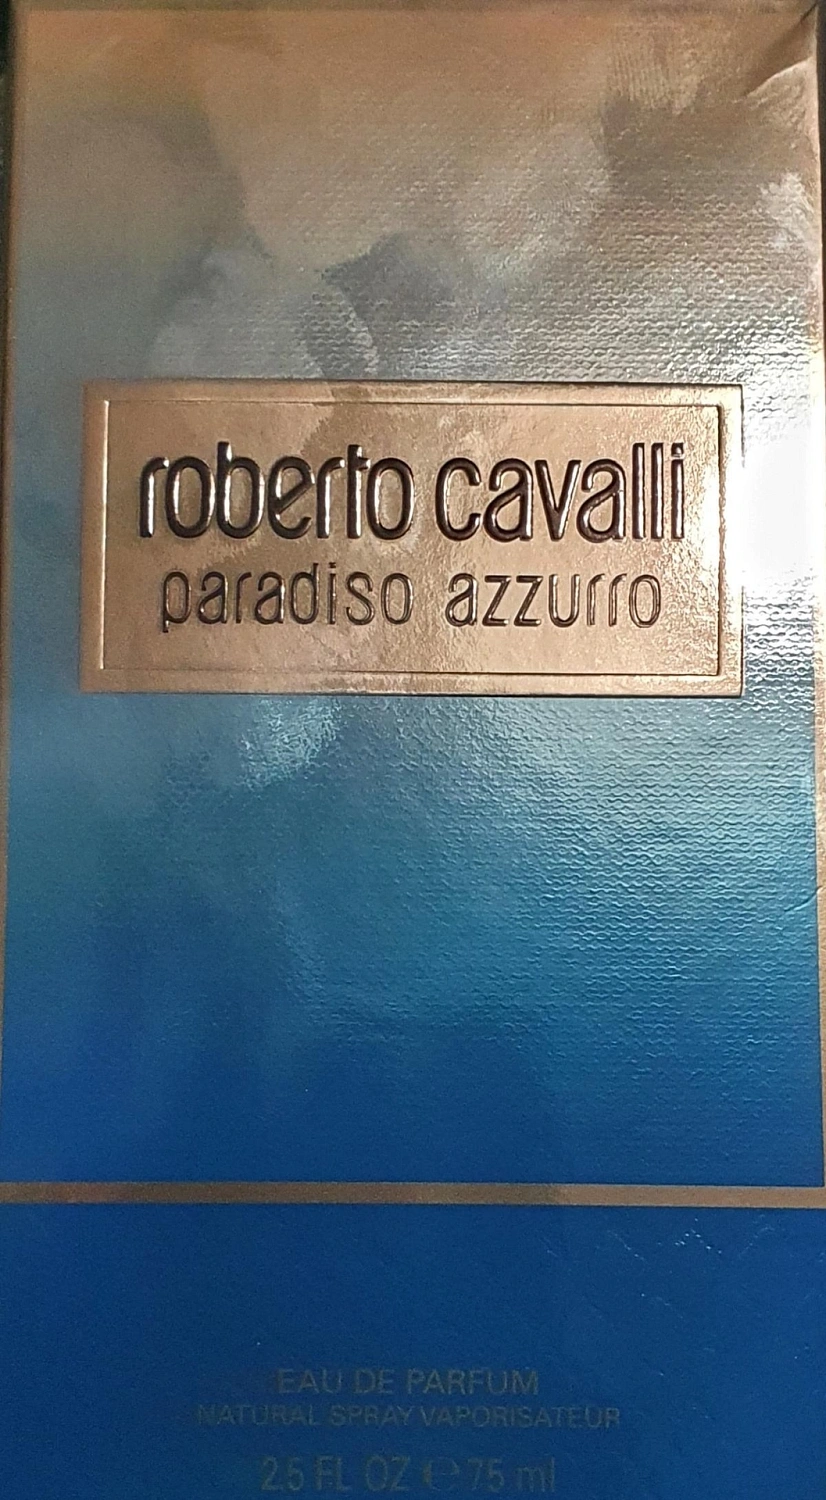 roberto cavalli
paradiso azzurro
EAU DE PARFUM
NATURAL SPRAY VAPORISATEUR
2.5 FL OZ ℮ 75 ml